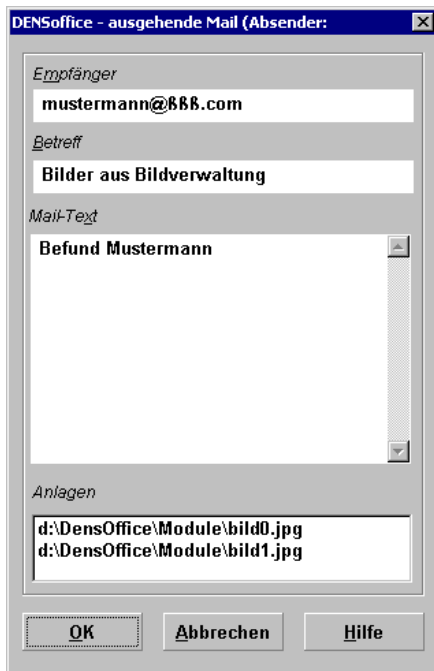 DENSoffice - ausgehende Mail (Absender:
Empfänger
mustermann@ßßß.com
Betreff
Bilder aus Bildverwaltung
Mail-Text
Befund Mustermann
Anlagen
d:\DensOffice\Module\bild0.jpg
d:\DensOffice\Module\bild1.jpg
OK Abbrechen Hilfe